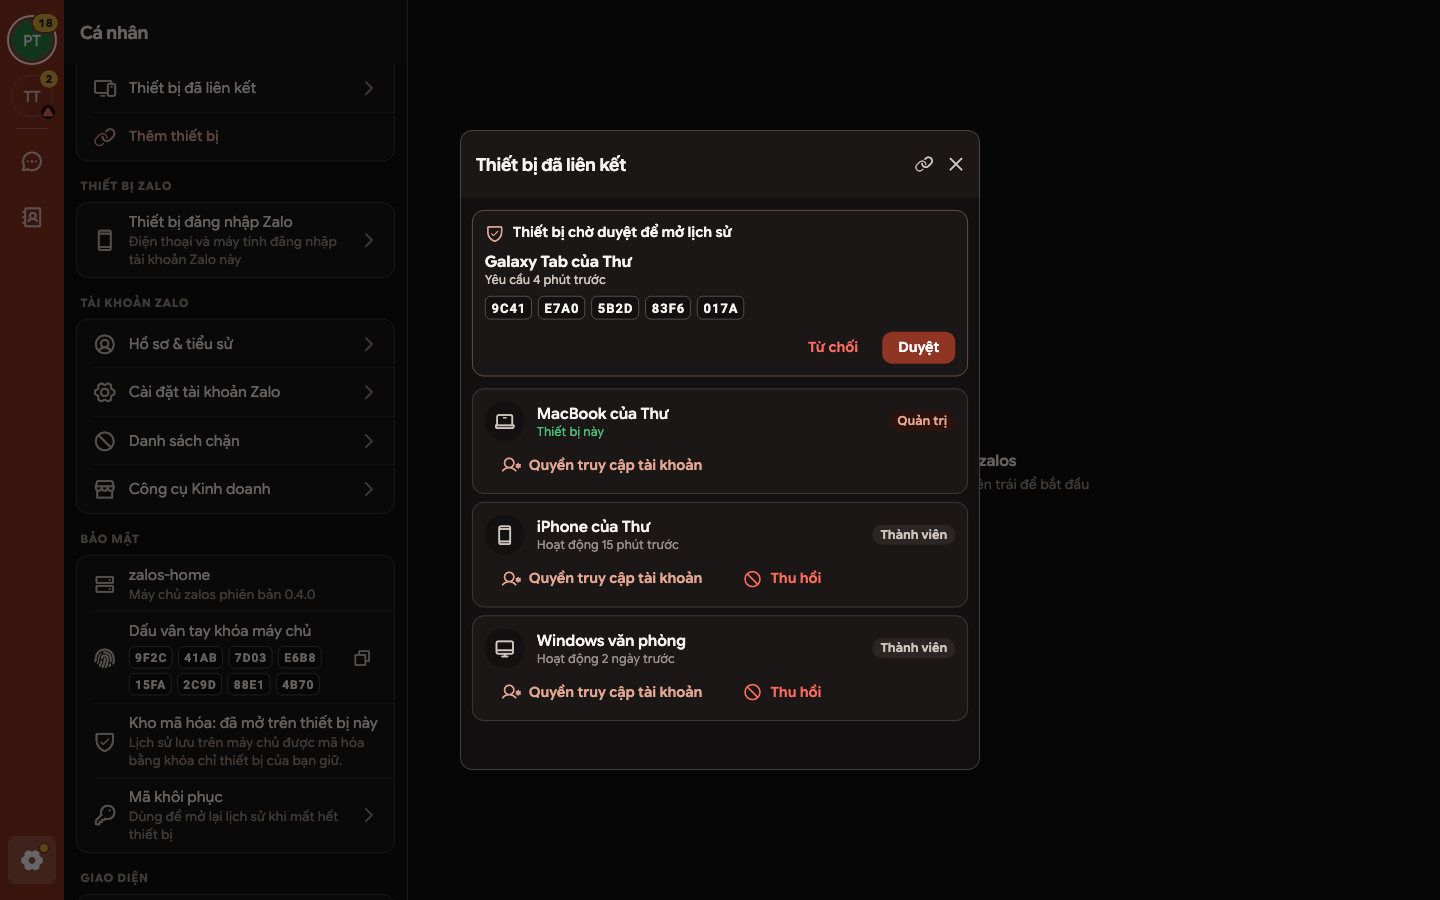 PT
18
TT
2
Cá nhân
Thiết bị đã liên kết
Thêm thiết bị
THIẾT BỊ ZALO
Thiết bị đăng nhập Zalo
Điện thoại và máy tính đăng nhập
tài khoản Zalo này
TÀI KHOẢN ZALO
Hồ sơ & tiểu sử
Cài đặt tài khoản Zalo
Danh sách chặn
Công cụ Kinh doanh
BẢO MẬT
zalos-home
Máy chủ zalos phiên bản 0.4.0
Dấu vân tay khóa máy chủ
9F2C 41AB 7D03 E6B8
15FA 2C9D 88E1 4B70
Kho mã hóa: đã mở trên thiết bị này
Lịch sử lưu trên máy chủ được mã hóa
bằng khóa chỉ thiết bị của bạn giữ.
Mã khôi phục
Dùng để mở lại lịch sử khi mất hết
thiết bị
GIAO DIỆN
Thiết bị đã liên kết
Thiết bị chờ duyệt để mở lịch sử
Galaxy Tab của Thư
Yêu cầu 4 phút trước
9C41 E7A0 5B2D 83F6 017A
Từ chối
Duyệt
MacBook của Thư
Thiết bị này
Quản trị
Quyền truy cập tài khoản
iPhone của Thư
Hoạt động 15 phút trước
Thành viên
Quyền truy cập tài khoản
Thu hồi
Windows văn phòng
Hoạt động 2 ngày trước
Thành viên
Quyền truy cập tài khoản
Thu hồi
zalos
ên trái để bắt đầu